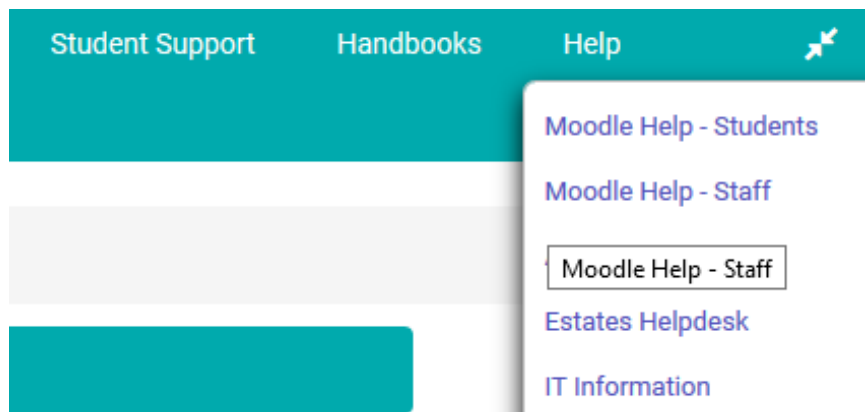 Student Support Handbooks Help
Moodle Help - Students
Moodle Help - Staff
Moodle Help - Staff
Estates Helpdesk
IT Information